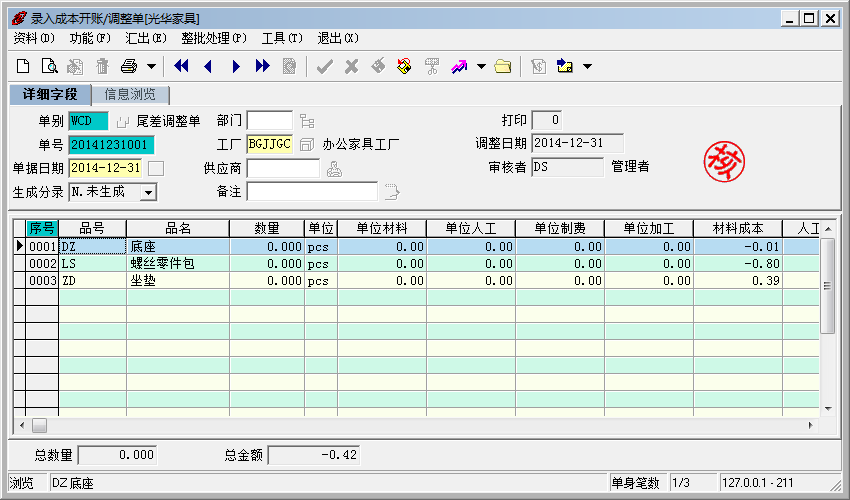 录入成本开账/调整单[光华家具]
资料(D) 功能(F) 汇出(E) 整批处理(P) 工具(T) 退出(X)
详细字段 信息浏览
单别 WCD 尾差调整单 部门 打印 0
单号 20141231001 工厂 BGJJGC 办公家具工厂 调整日期 2014-12-31
单据日期 2014-12-31 供应商 审核者 DS 管理者
生成分录 N.未生成 备注
核
序号 品号 品名 数量 单位 单位材料 单位人工 单位制费 单位加工 材料成本 人工
0001 DZ 底座 0.000 pcs 0.00 0.00 0.00 0.00 -0.01
0002 LS 螺丝零件包 0.000 pcs 0.00 0.00 0.00 0.00 -0.80
0003 ZD 坐垫 0.000 pcs 0.00 0.00 0.00 0.00 0.39
总数量 0.000 总金额 -0.42
浏览 DZ 底座 单身笔数 1/3 127.0.0.1 - 211